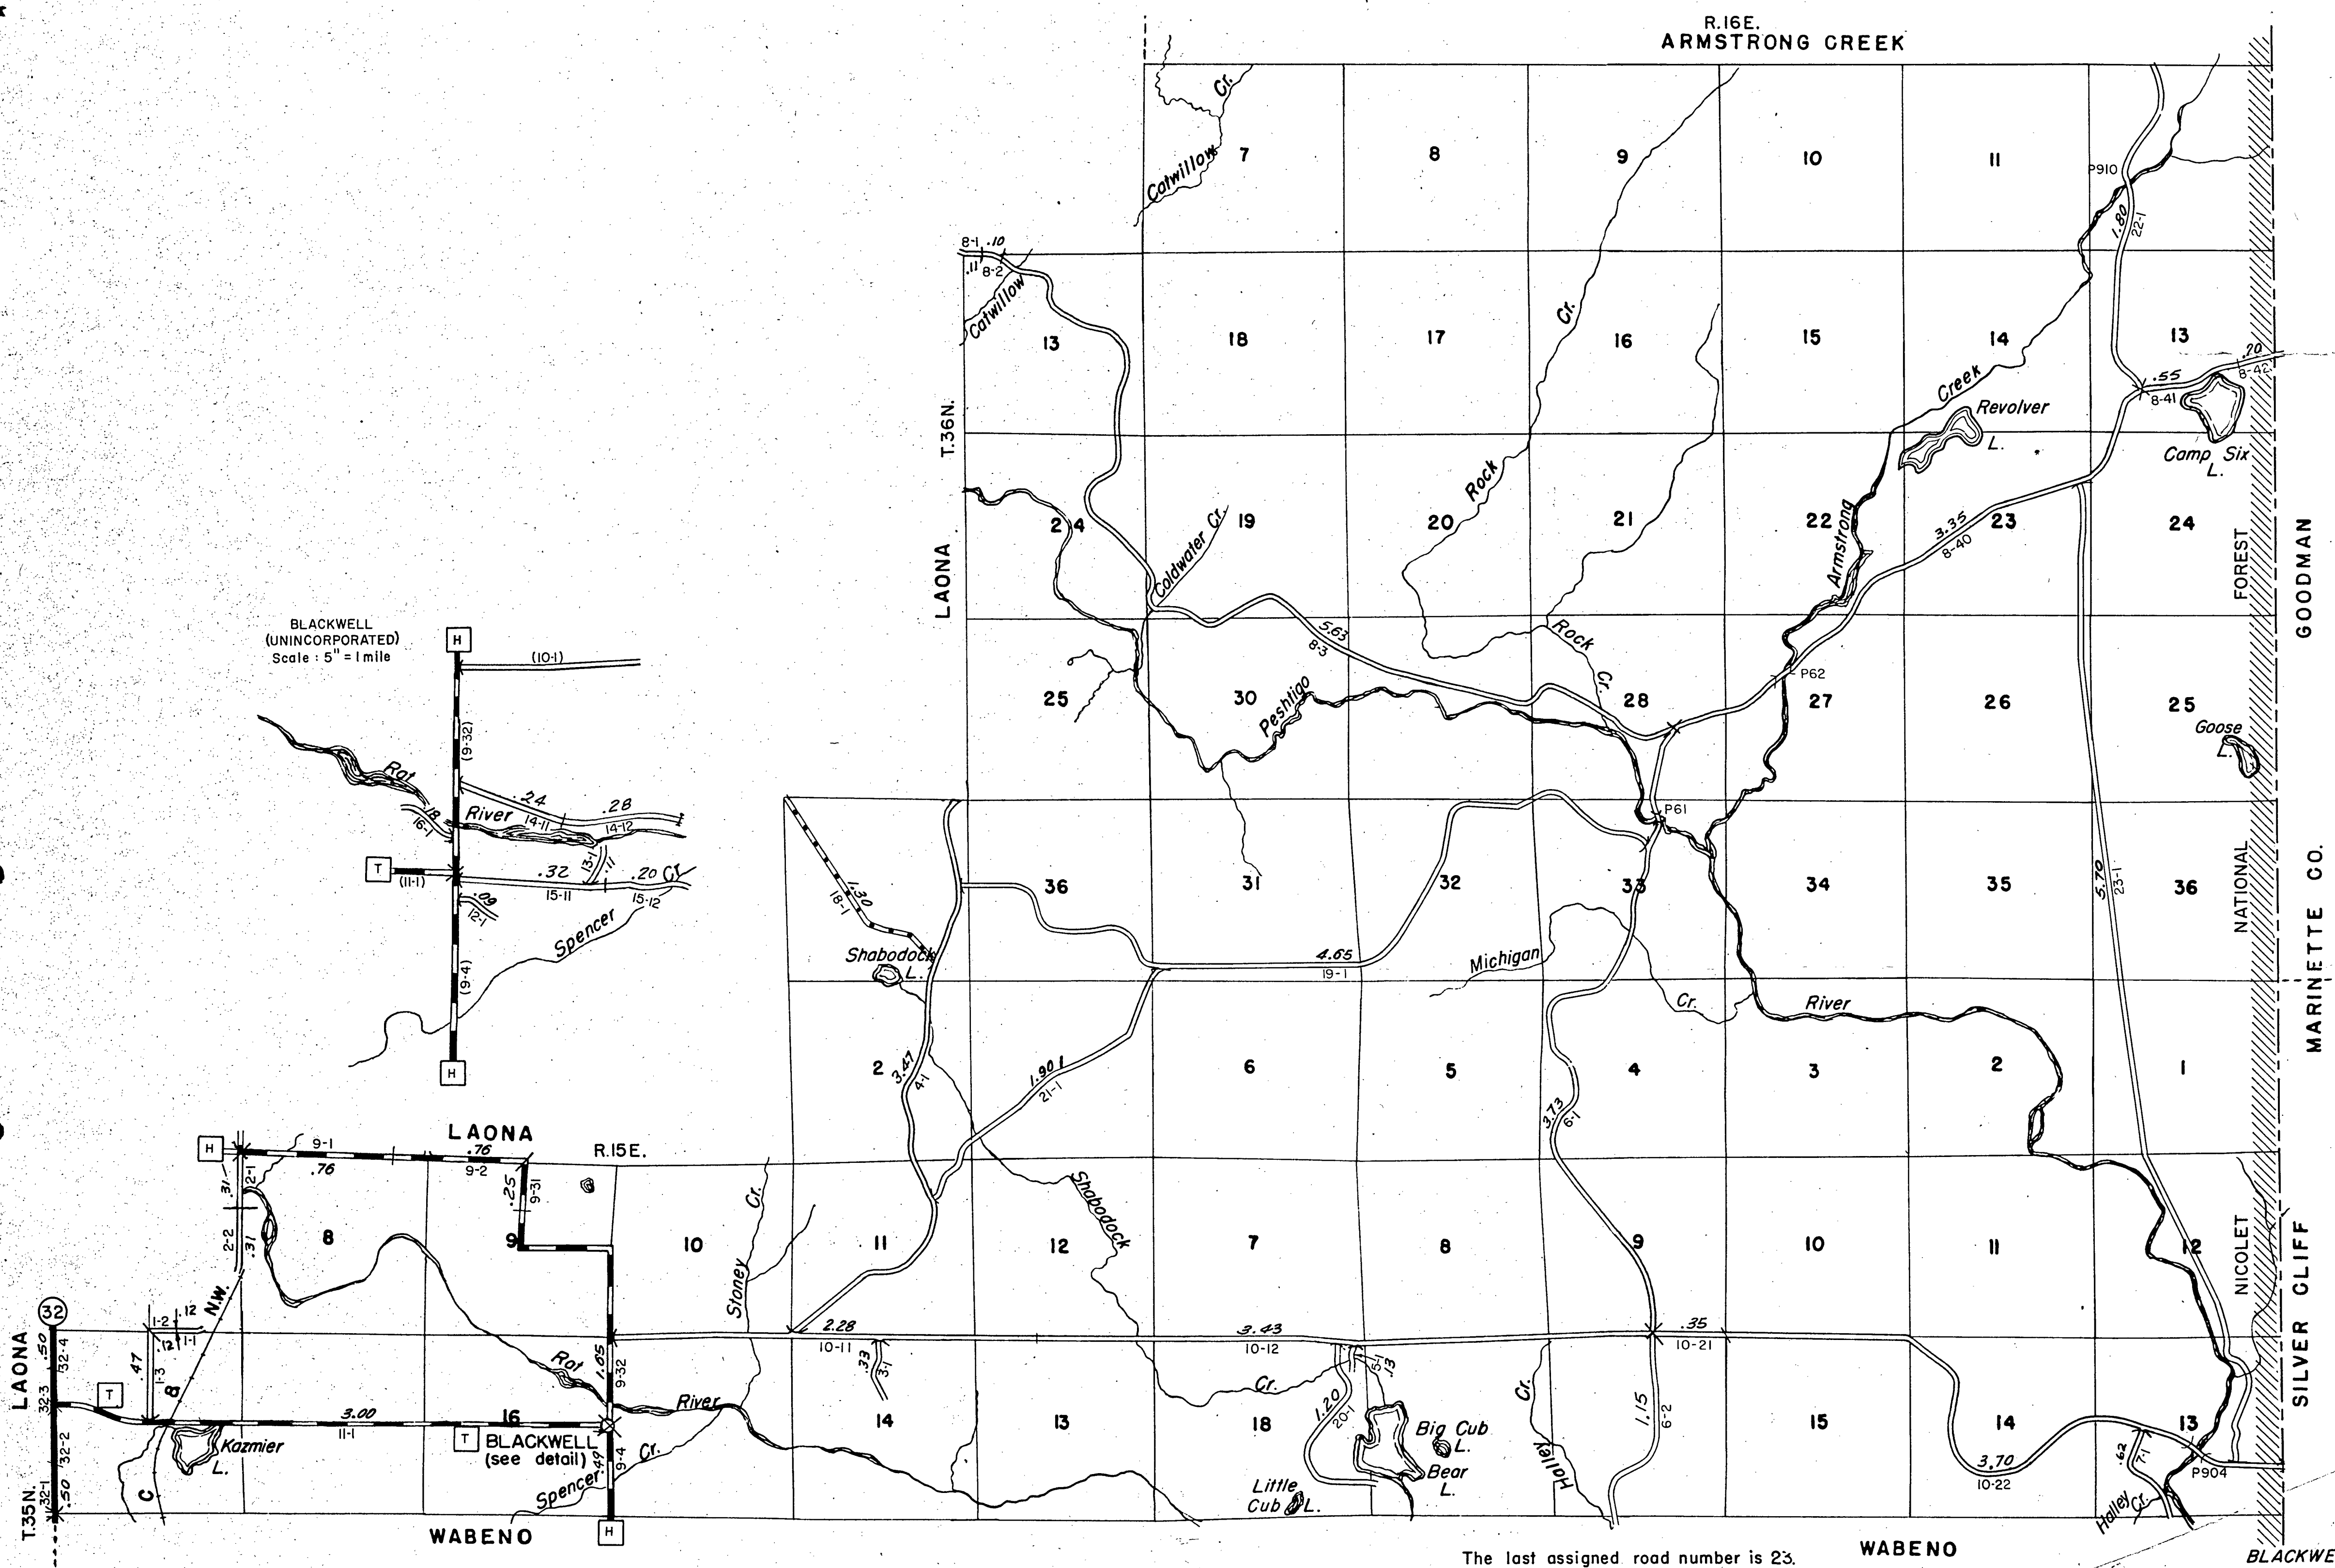 R.16E.
ARMSTRONG CREEK
Cr.
Catwillow
7
8
9
10
11
P910
1.80
22-1
8-1 .10
.11 8-2
Catwillow
13
18
17
Cr.
16
15
14
13
.70
8-42
.55
8-41
Creek
Revolver
L.
Camp Six
L.
T.36N.
LAONA
24
Coldwater Cr.
19
Rock
20
21
22
Armstrong
3.35
8-40
23
24
FOREST
GOODMAN
BLACKWELL
(UNINCORPORATED)
Scale : 5" = 1 mile
H
(10-1)
(9-32)
Rat
River
.18
16-1
.24
14-11
.28
14-12
T
(11-1)
.32
15-11
13-1
.11
.20
15-12
Cr.
.09
12-1
Spencer
(9-4)
H
25
30
Peshtigo
5.63
8-3
Rock
Cr.
28
P62
27
26
25
Goose
L.
P61
1.30
18-1
Shabodock
L.
36
31
32
33
34
35
36
5.70
23-1
NATIONAL
MARINETTE CO.
4.65
19-1
Michigan
Cr.
River
2
3.47
4-1
1.901
21-1
6
5
4
3.73
6-1
3
2
1
LAONA
R.15E.
H
9-1
.76
.76
9-2
.31
2-1
2-2
.31
.25
9-31
8
9
10
Stoney
Cr.
11
12
Shabodock
7
8
9
10
11
12
NICOLET
SILVER CLIFF
32
LAONA
T.35N.
.50
32-4
32-3
32-2
32-1
.50
T
1-2
.12
.12
1-1
.47
1-3
N.W.
8
C
Kazmier
L.
3.00
11-1
T
16
BLACKWELL
(see detail)
Rat
1.05
9-32
River
.49
9-4
Spencer
Cr.
H
2.28
10-11
.33
3-1
14
13
3.43
10-12
Cr.
18
1.20
20-1
5-1
.13
Big Cub
L.
Bear
L.
Little
Cub L.
Cr.
Halley
.35
10-21
1.15
6-2
15
14
3.70
10-22
13
.62
7-1
P904
Halley
Cr.
WABENO
WABENO
The last assigned road number is 23.